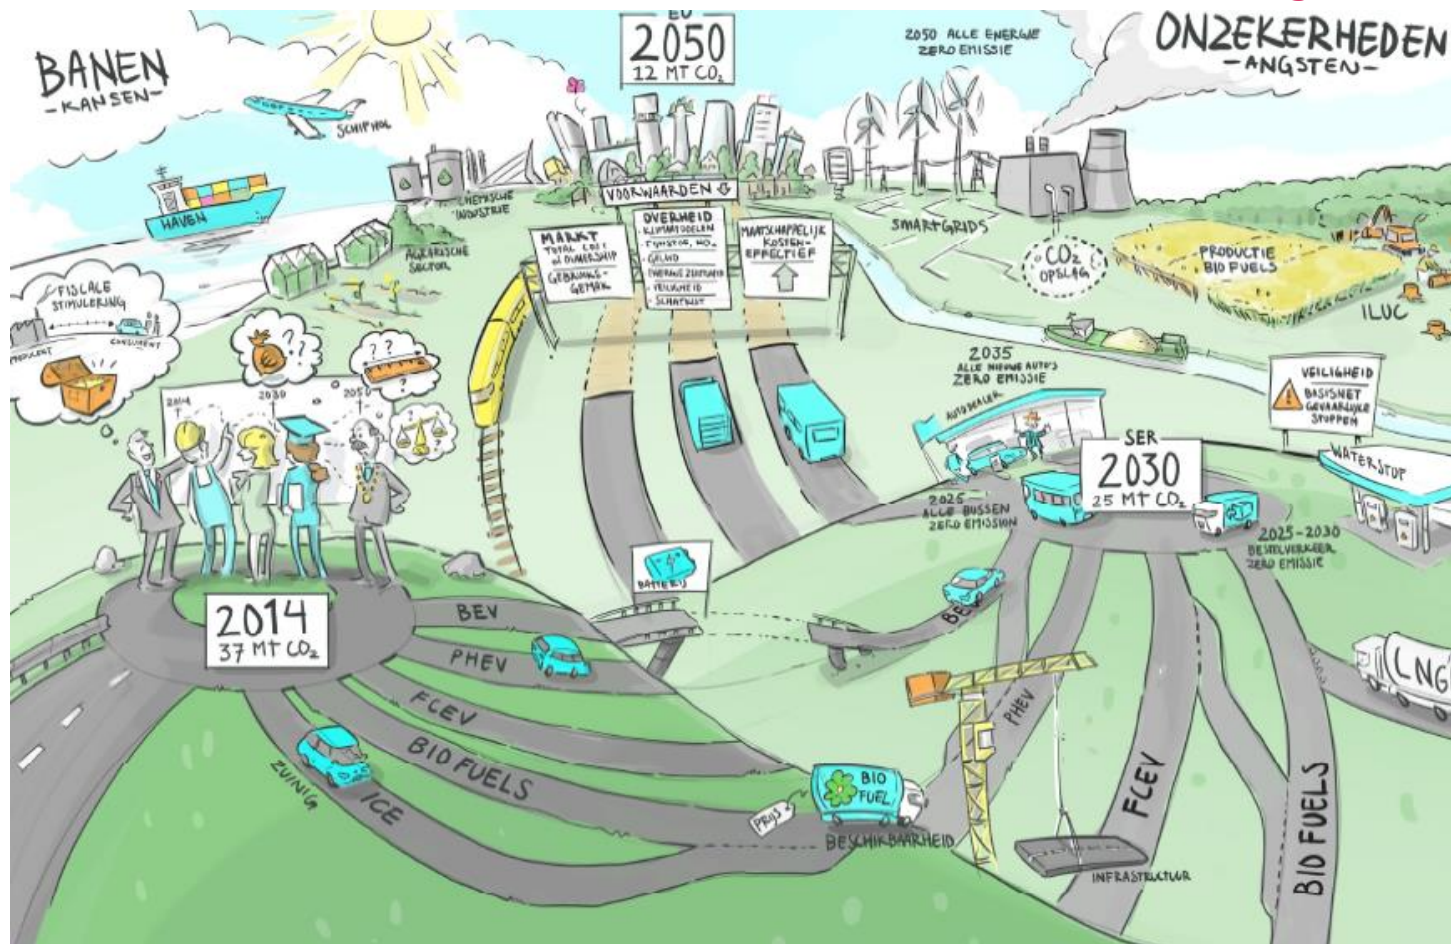 BANEN
-KANSEN-
SCHIPHOL
HAVEN
EU
2050
12 MT CO₂
2050 ALLE ENERGIE
ZERO EMISSIE
ONZEKERHEDEN
-ANGSTEN-
CHEMISCHE
INDUSTRIE
AGRARISCHE
SECTOR
VOORWAARDEN
MARKT
TOTAL COST
OF OWNERSHIP
GEBRUIKS-
GEMAK
OVERHEID
- KLIMAATDOELEN
- GELUID
- VEILIGHEID
- SCHATKIST
MAATSCHAPPELIJK
KOSTEN-
EFFECTIEF
SMARTGRIDS
CO₂
OPSLAG
PRODUCTIE
BIO FUELS
ILUC
FISCALE
STIMULERING
PRODUCENT
CONSUMENT
? ?
? ?
?
2014
2030
2050
2035
ALLE NIEUWE AUTO'S
ZERO EMISSIE
AUTODEALER
VEILIGHEID
BASISNET
GEVAARLIJKE
STOFFEN
WATERSTOF
SER
2030
25 MT CO₂
2025
ALLE BUSSEN
ZERO EMISSION
2025-2030
BESTELVERKEER
ZERO EMISSIE
BATTERIJ
2014
37 MT CO₂
BEV
PHEV
FCEV
BIO FUELS
ICE
ZUINIG
BEV
PHEV
FCEV
BIO FUELS
LNG
PRIJS
BIO
FUEL
BESCHIKBAARHEID
INFRASTRUCTUUR